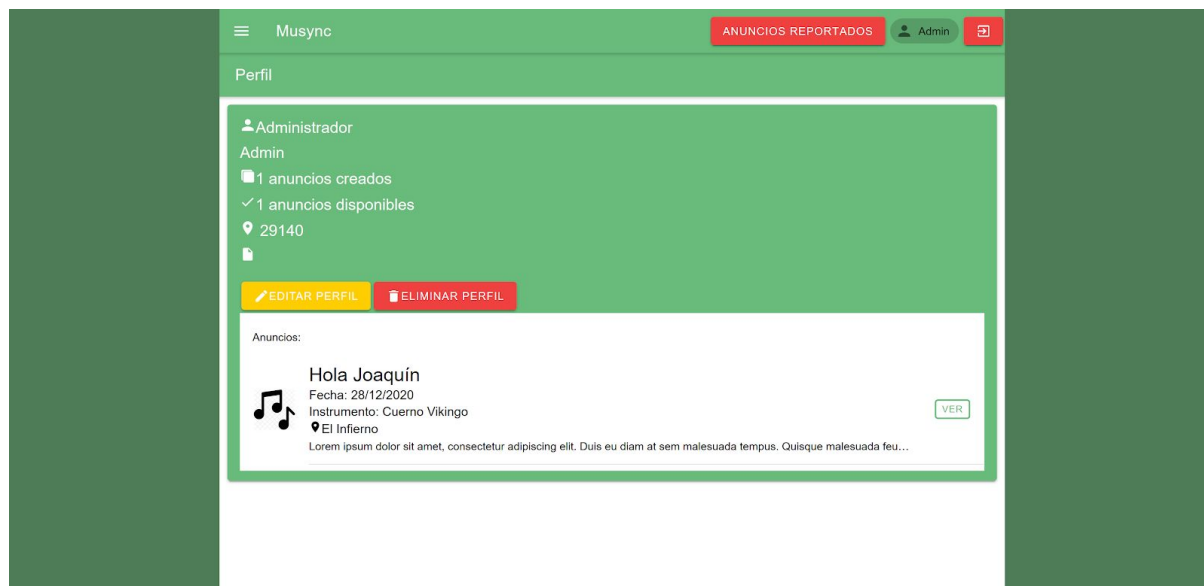 Musync
ANUNCIOS REPORTADOS
Admin
Perfil
Administrador
Admin
1 anuncios creados
1 anuncios disponibles
29140
EDITAR PERFIL
ELIMINAR PERFIL
Anuncios:
Hola Joaquín
Fecha: 28/12/2020
Instrumento: Cuerno Vikingo
El Infierno
VER
Lorem ipsum dolor sit amet, consectetur adipiscing elit. Duis eu diam at sem malesuada tempus. Quisque malesuada feu…